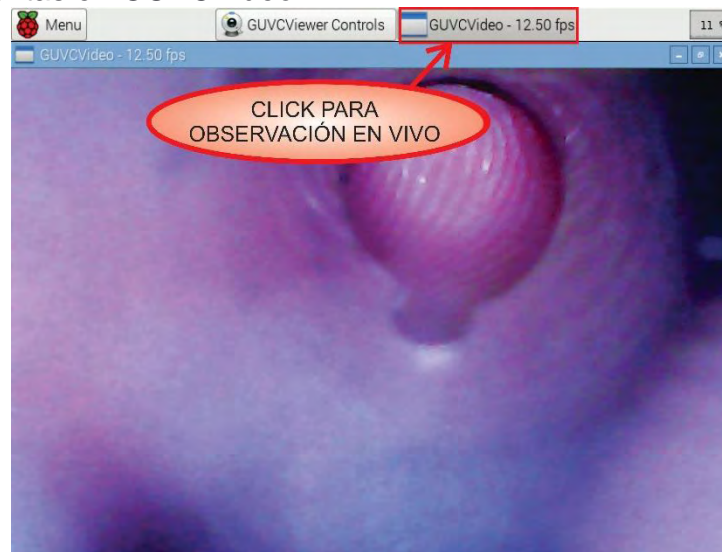 Menu
GUVCViewer Controls
GUVCVideo - 12.50 fps
11
GUVCVideo - 12.50 fps
CLICK PARA
OBSERVACIÓN EN VIVO